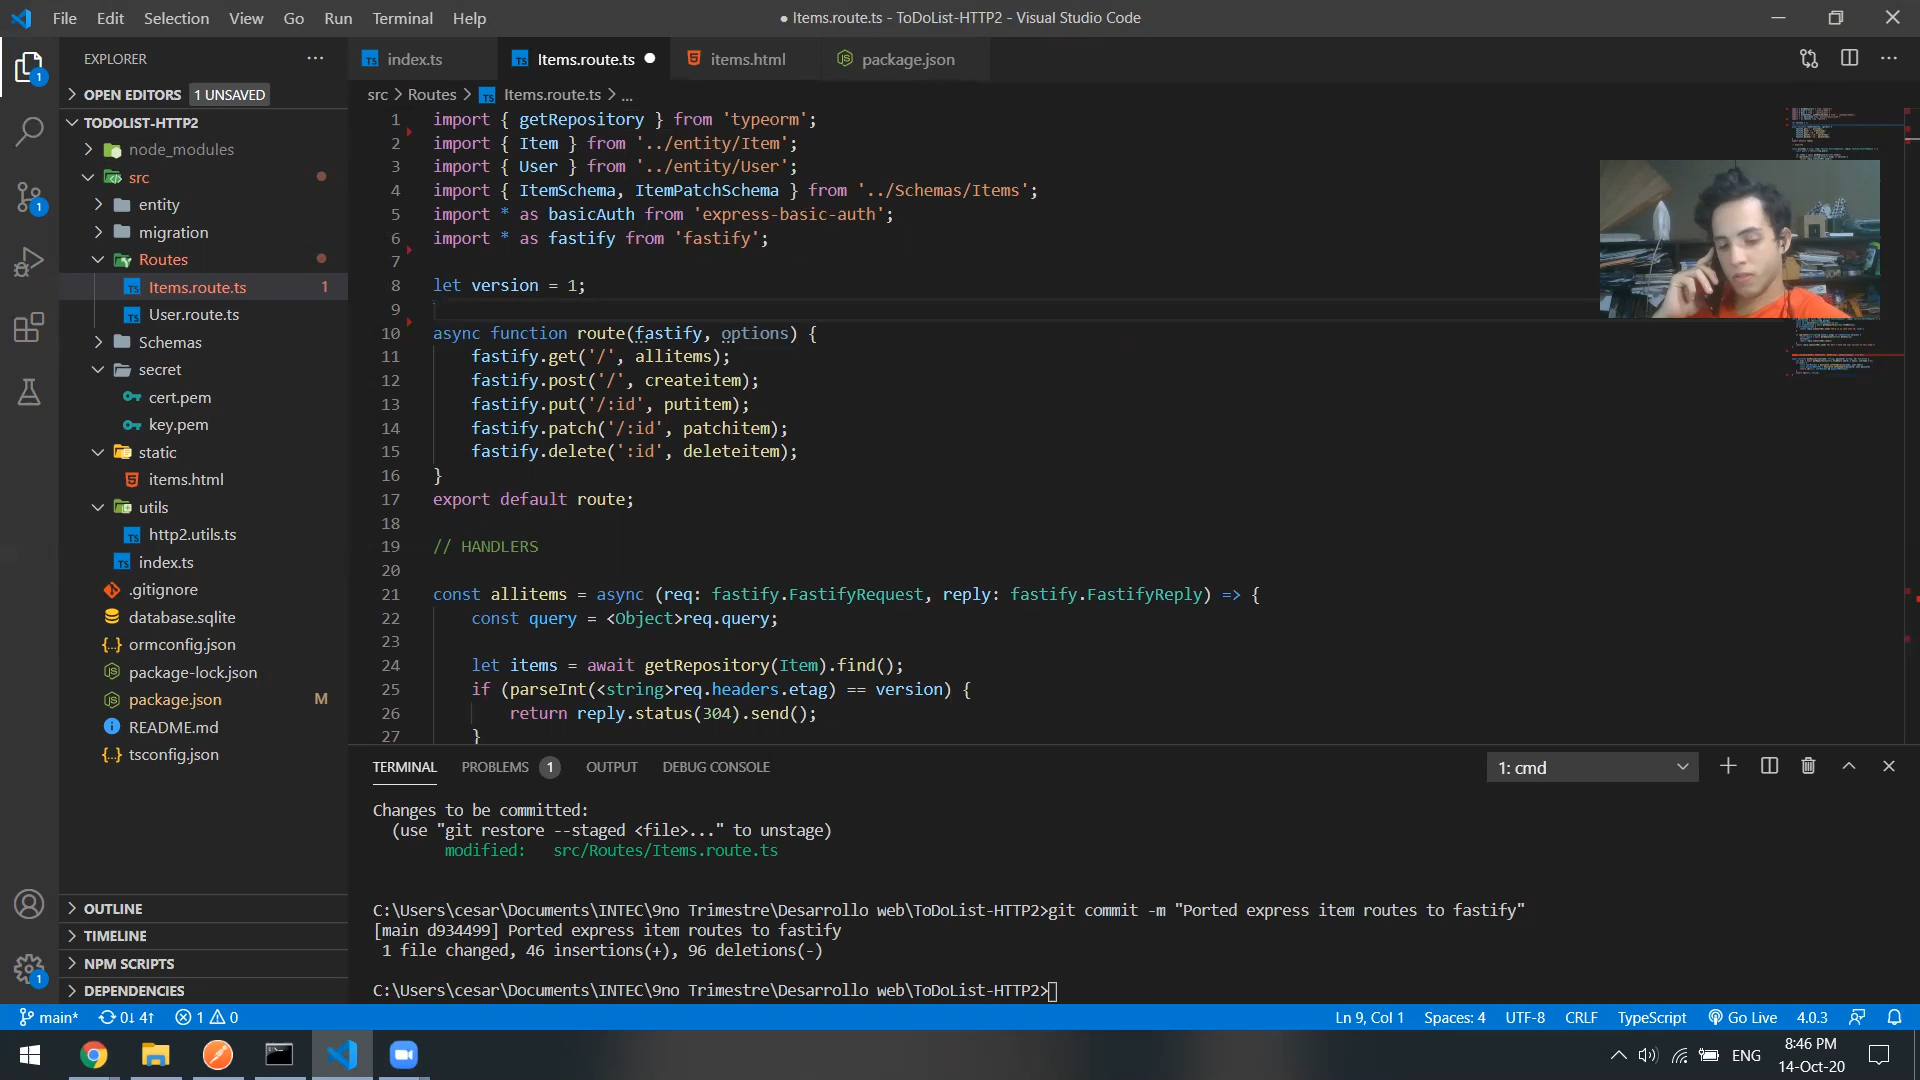 File Edit Selection View Go Run Terminal Help
● Items.route.ts - ToDoList-HTTP2 - Visual Studio Code
EXPLORER
OPEN EDITORS 1 UNSAVED
TODOLIST-HTTP2
node_modules
src
entity
migration
Routes
Items.route.ts 1
User.route.ts
Schemas
secret
cert.pem
key.pem
static
items.html
utils
http2.utils.ts
index.ts
.gitignore
database.sqlite
ormconfig.json
package-lock.json
package.json M
README.md
tsconfig.json
OUTLINE
TIMELINE
NPM SCRIPTS
DEPENDENCIES
index.ts Items.route.ts items.html package.json
src > Routes > Items.route.ts > ...
1 import { getRepository } from 'typeorm';
2 import { Item } from '../entity/Item';
3 import { User } from '../entity/User';
4 import { ItemSchema, ItemPatchSchema } from '../Schemas/Items';
5 import * as basicAuth from 'express-basic-auth';
6 import * as fastify from 'fastify';
7
8 let version = 1;
9
10 async function route(fastify, options) {
11 fastify.get('/', allitems);
12 fastify.post('/', createitem);
13 fastify.put('/:id', putitem);
14 fastify.patch('/:id', patchitem);
15 fastify.delete(':id', deleteitem);
16 }
17 export default route;
18
19 // HANDLERS
20
21 const allitems = async (req: fastify.FastifyRequest, reply: fastify.FastifyReply) => {
22 const query = <Object>req.query;
23
24 let items = await getRepository(Item).find();
25 if (parseInt(<string>req.headers.etag) == version) {
26 return reply.status(304).send();
27 }
TERMINAL PROBLEMS 1 OUTPUT DEBUG CONSOLE
1: cmd
Changes to be committed:
(use "git restore --staged <file>..." to unstage)
modified: src/Routes/Items.route.ts
C:\Users\cesar\Documents\INTEC\9no Trimestre\Desarrollo web\ToDoList-HTTP2>git commit -m "Ported express item routes to fastify"
[main d934499] Ported express item routes to fastify
1 file changed, 46 insertions(+), 96 deletions(-)
C:\Users\cesar\Documents\INTEC\9no Trimestre\Desarrollo web\ToDoList-HTTP2>
main* 0↓ 4↑ 1 0
Ln 9, Col 1 Spaces: 4 UTF-8 CRLF TypeScript Go Live 4.0.3
ENG
8:46 PM
14-Oct-20